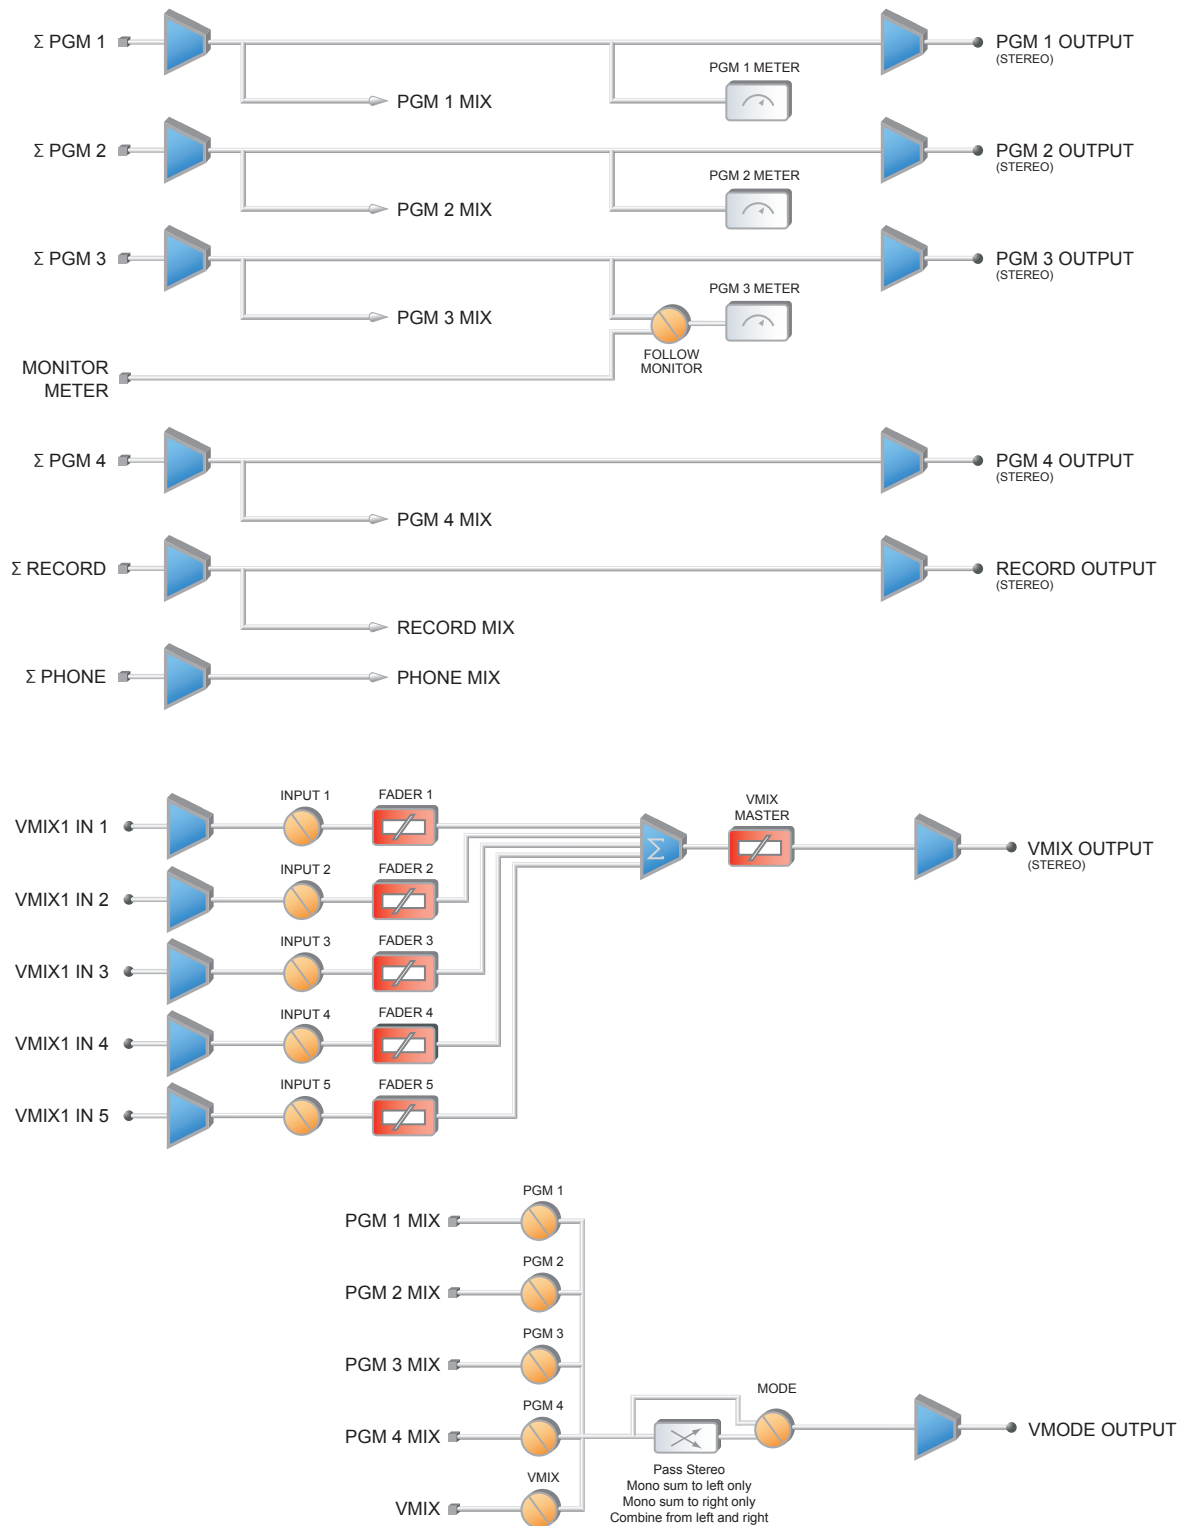 Σ PGM 1
PGM 1 OUTPUT
(STEREO)
PGM 1 METER
PGM 1 MIX
Σ PGM 2
PGM 2 OUTPUT
(STEREO)
PGM 2 METER
PGM 2 MIX
Σ PGM 3
PGM 3 OUTPUT
(STEREO)
PGM 3 METER
PGM 3 MIX
FOLLOW
MONITOR
MONITOR
METER
Σ PGM 4
PGM 4 OUTPUT
(STEREO)
PGM 4 MIX
Σ RECORD
RECORD OUTPUT
(STEREO)
RECORD MIX
Σ PHONE
PHONE MIX
VMIX1 IN 1
INPUT 1
FADER 1
Σ
VMIX
MASTER
VMIX OUTPUT
(STEREO)
VMIX1 IN 2
INPUT 2
FADER 2
VMIX1 IN 3
INPUT 3
FADER 3
VMIX1 IN 4
INPUT 4
FADER 4
VMIX1 IN 5
INPUT 5
FADER 5
PGM 1
PGM 1 MIX
PGM 2
PGM 2 MIX
PGM 3
PGM 3 MIX
PGM 4
PGM 4 MIX
MODE
VMODE OUTPUT
VMIX
VMIX
Pass Stereo
Mono sum to left only
Mono sum to right only
Combine from left and right